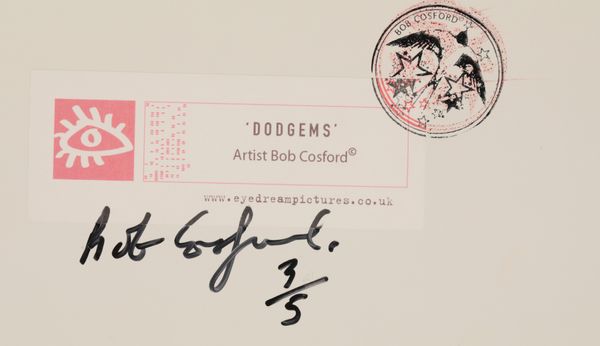 BOB COSFORD
'DODGEMS'
Artist Bob Cosford©
www.eyedreampictures.co.uk
Bob Cosford.
3/5